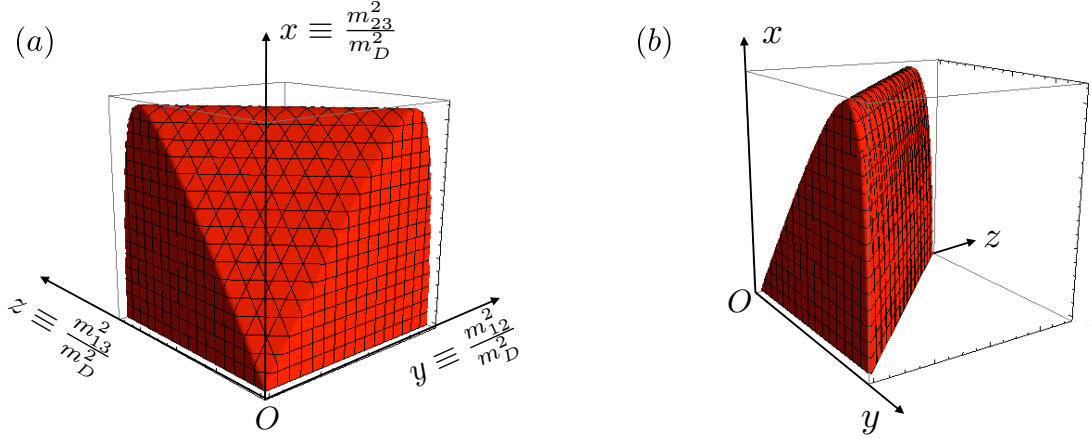 (a)
x ≡ m²₂₃/m²_D
z ≡ m²₁₃/m²_D
y ≡ m²₁₂/m²_D
O
(b)
x
O
z
y